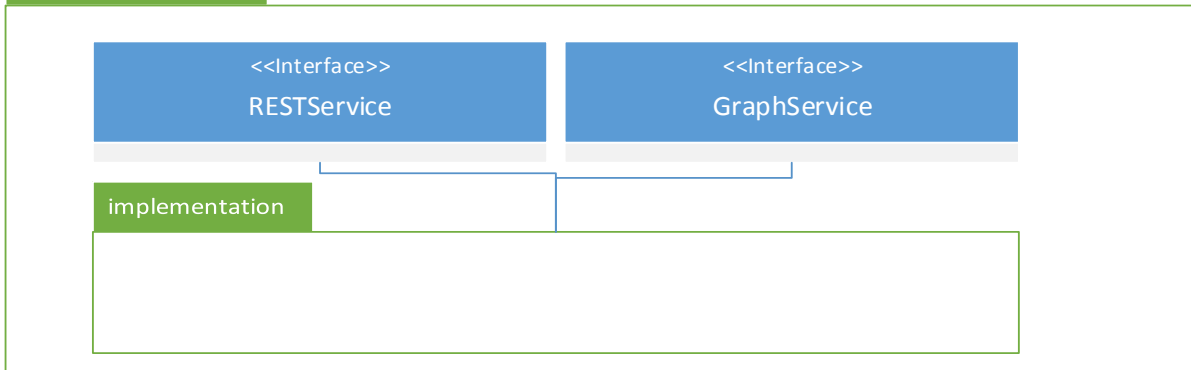 <<Interface>>
RESTService
<<Interface>>
GraphService
implementation